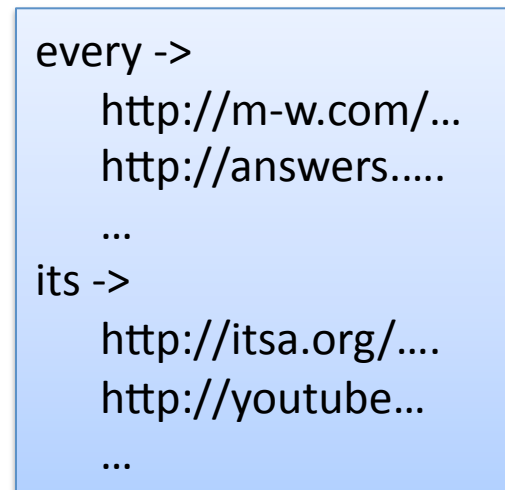 every ->
http://m-w.com/…
http://answers.….
…
its ->
http://itsa.org/….
http://youtube…
…